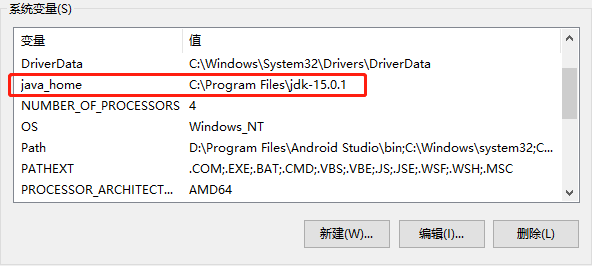 系统变量(S)
变量 值
DriverData C:\Windows\System32\Drivers\DriverData
java_home C:\Program Files\jdk-15.0.1
NUMBER_OF_PROCESSORS 4
OS Windows_NT
Path D:\Program Files\Android Studio\bin;C:\Windows\system32;C...
PATHEXT .COM;.EXE;.BAT;.CMD;.VBS;.VBE;.JS;.JSE;.WSF;.WSH;.MSC
PROCESSOR_ARCHITECT... AMD64
新建(W)... 编辑(I)... 删除(L)